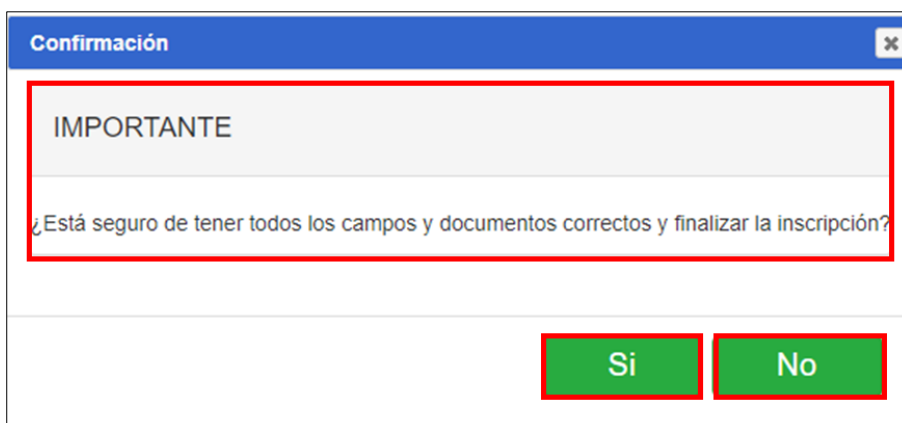 Confirmación
IMPORTANTE
¿Está seguro de tener todos los campos y documentos correctos y finalizar la inscripción?
Si
No